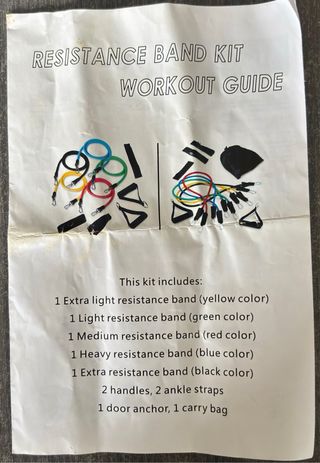 RESISTANCE BAND KIT
WORKOUT GUIDE
This kit includes:
1 Extra light resistance band (yellow color)
1 Light resistance band (green color)
1 Medium resistance band (red color)
1 Heavy resistance band (blue color)
1 Extra resistance band (black color)
2 handles, 2 ankle straps
1 door anchor, 1 carry bag